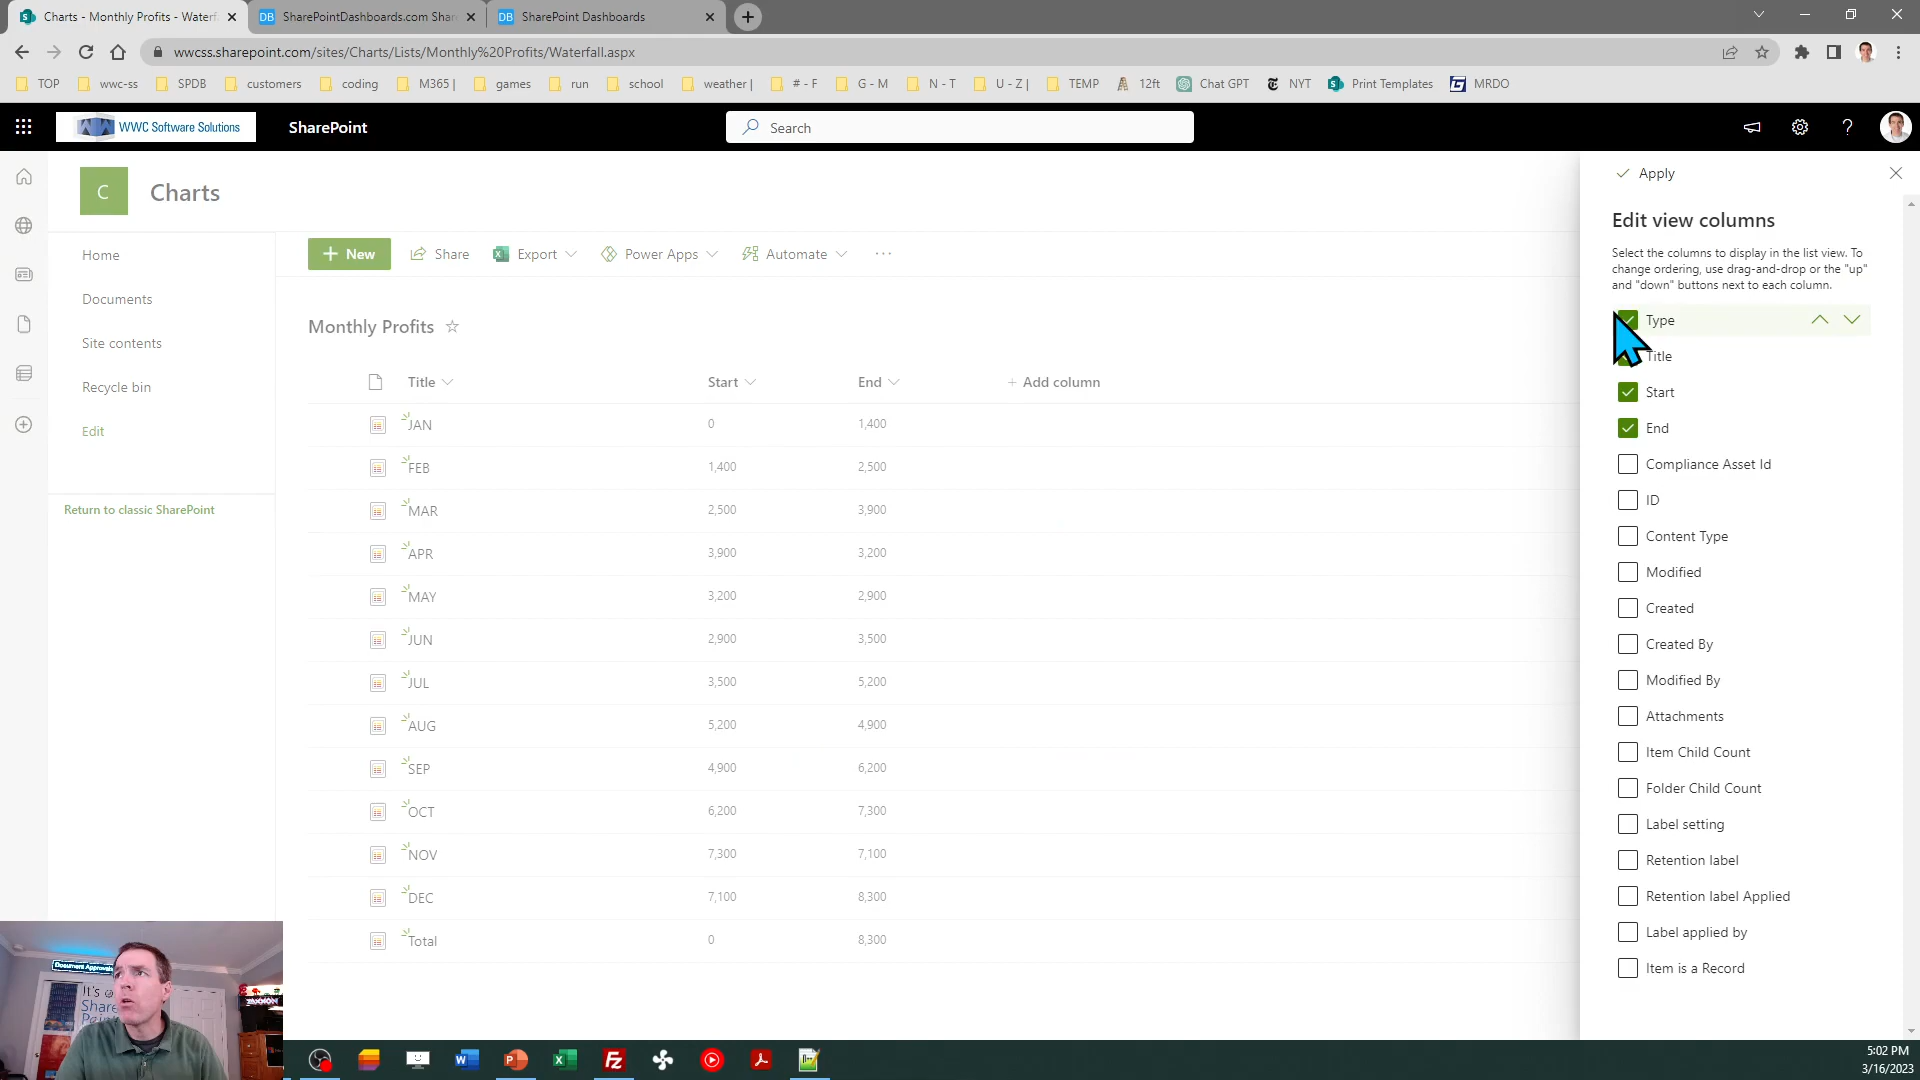 Charts - Monthly Profits - Waterf
SharePointDashboards.com Shar
SharePoint Dashboards
wwcss.sharepoint.com/sites/Charts/Lists/Monthly%20Profits/Waterfall.aspx
TOP
wwc-ss
SPDB
customers
coding
M365 |
games
run
school
weather |
# - F
G - M
N - T
U - Z |
TEMP
12ft
Chat GPT
NYT
Print Templates
MRDO
WWC Software Solutions
SharePoint
Search
C
Charts
Home
Documents
Site contents
Recycle bin
Edit
Return to classic SharePoint
New
Share
Export
Power Apps
Automate
...
Monthly Profits
Title Start End + Add column
JAN 0 1,400
FEB 1,400 2,500
MAR 2,500 3,900
APR 3,900 3,200
MAY 3,200 2,900
JUN 2,900 3,500
JUL 3,500 5,200
AUG 5,200 4,900
SEP 4,900 6,200
OCT 6,200 7,300
NOV 7,300 7,100
DEC 7,100 8,300
Total 0 8,300
Apply
Edit view columns
Select the columns to display in the list view. To
change ordering, use drag-and-drop or the "up"
and "down" buttons next to each column.
Type
Title
Start
End
Compliance Asset Id
ID
Content Type
Modified
Created
Created By
Modified By
Attachments
Item Child Count
Folder Child Count
Label setting
Retention label
Retention label Applied
Label applied by
Item is a Record
Document Approvals
It's
Share
Poin
5:02 PM
3/16/2023